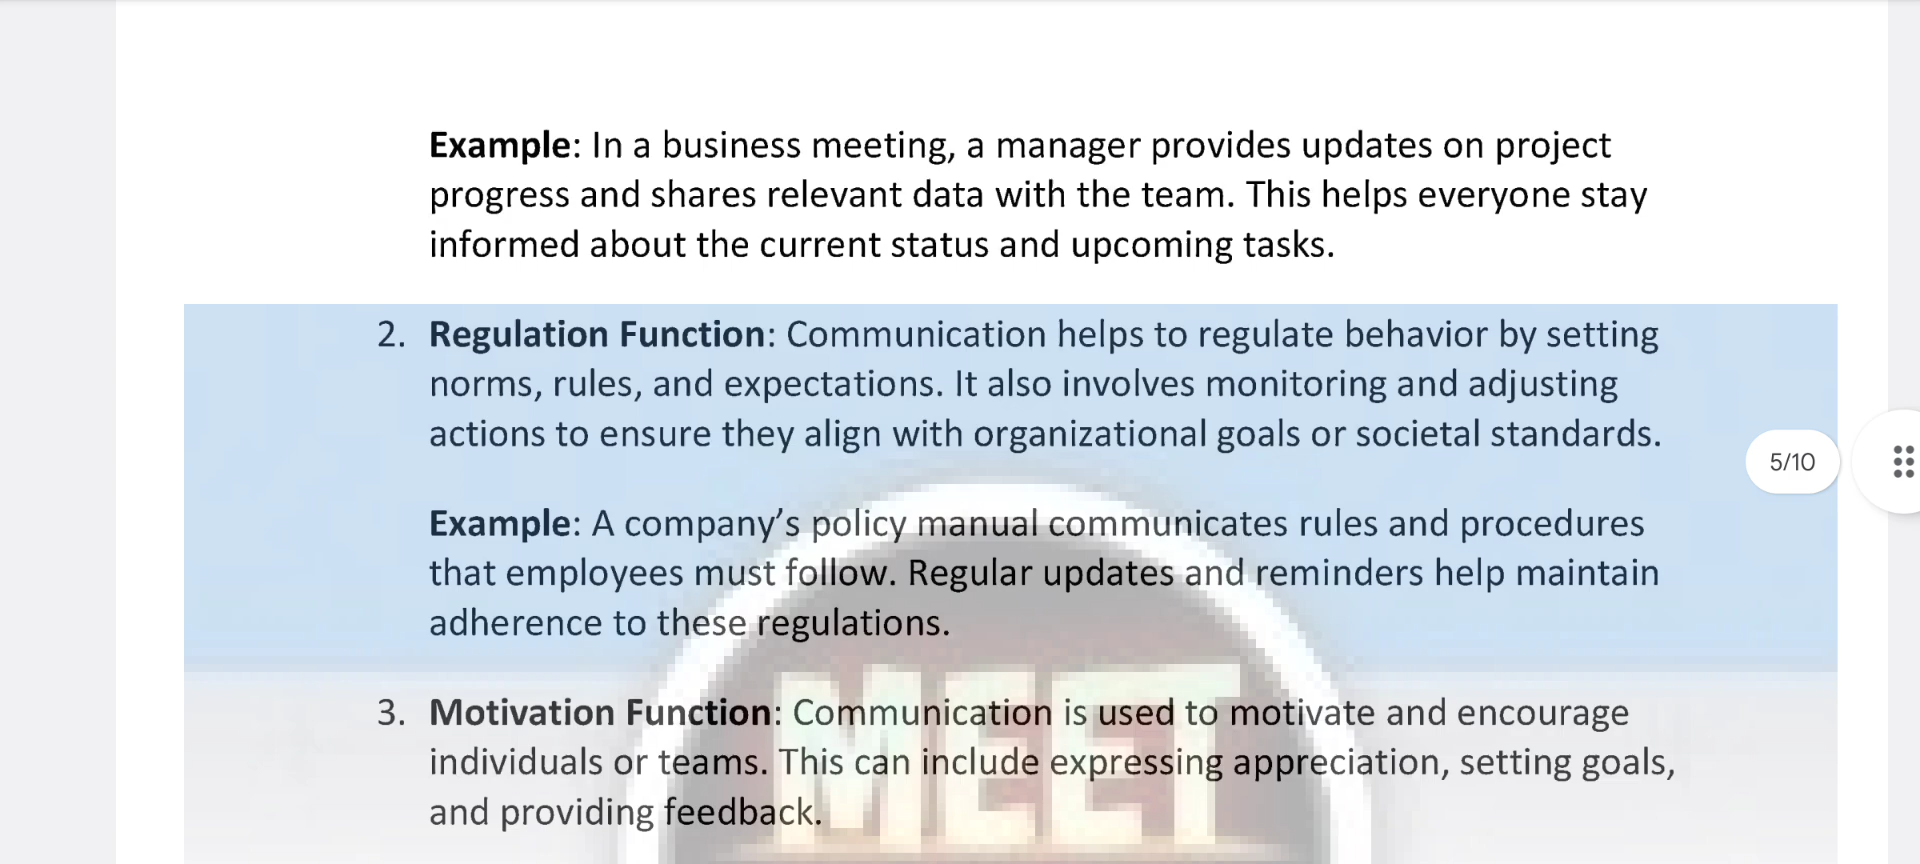 Example: In a business meeting, a manager provides updates on project
progress and shares relevant data with the team. This helps everyone stay
informed about the current status and upcoming tasks.
2. Regulation Function: Communication helps to regulate behavior by setting
norms, rules, and expectations. It also involves monitoring and adjusting
actions to ensure they align with organizational goals or societal standards.
5/10
Example: A company’s policy manual communicates rules and procedures
that employees must follow. Regular updates and reminders help maintain
adherence to these regulations.
3. Motivation Function: Communication is used to motivate and encourage
individuals or teams. This can include expressing appreciation, setting goals,
and providing feedback.
MEET